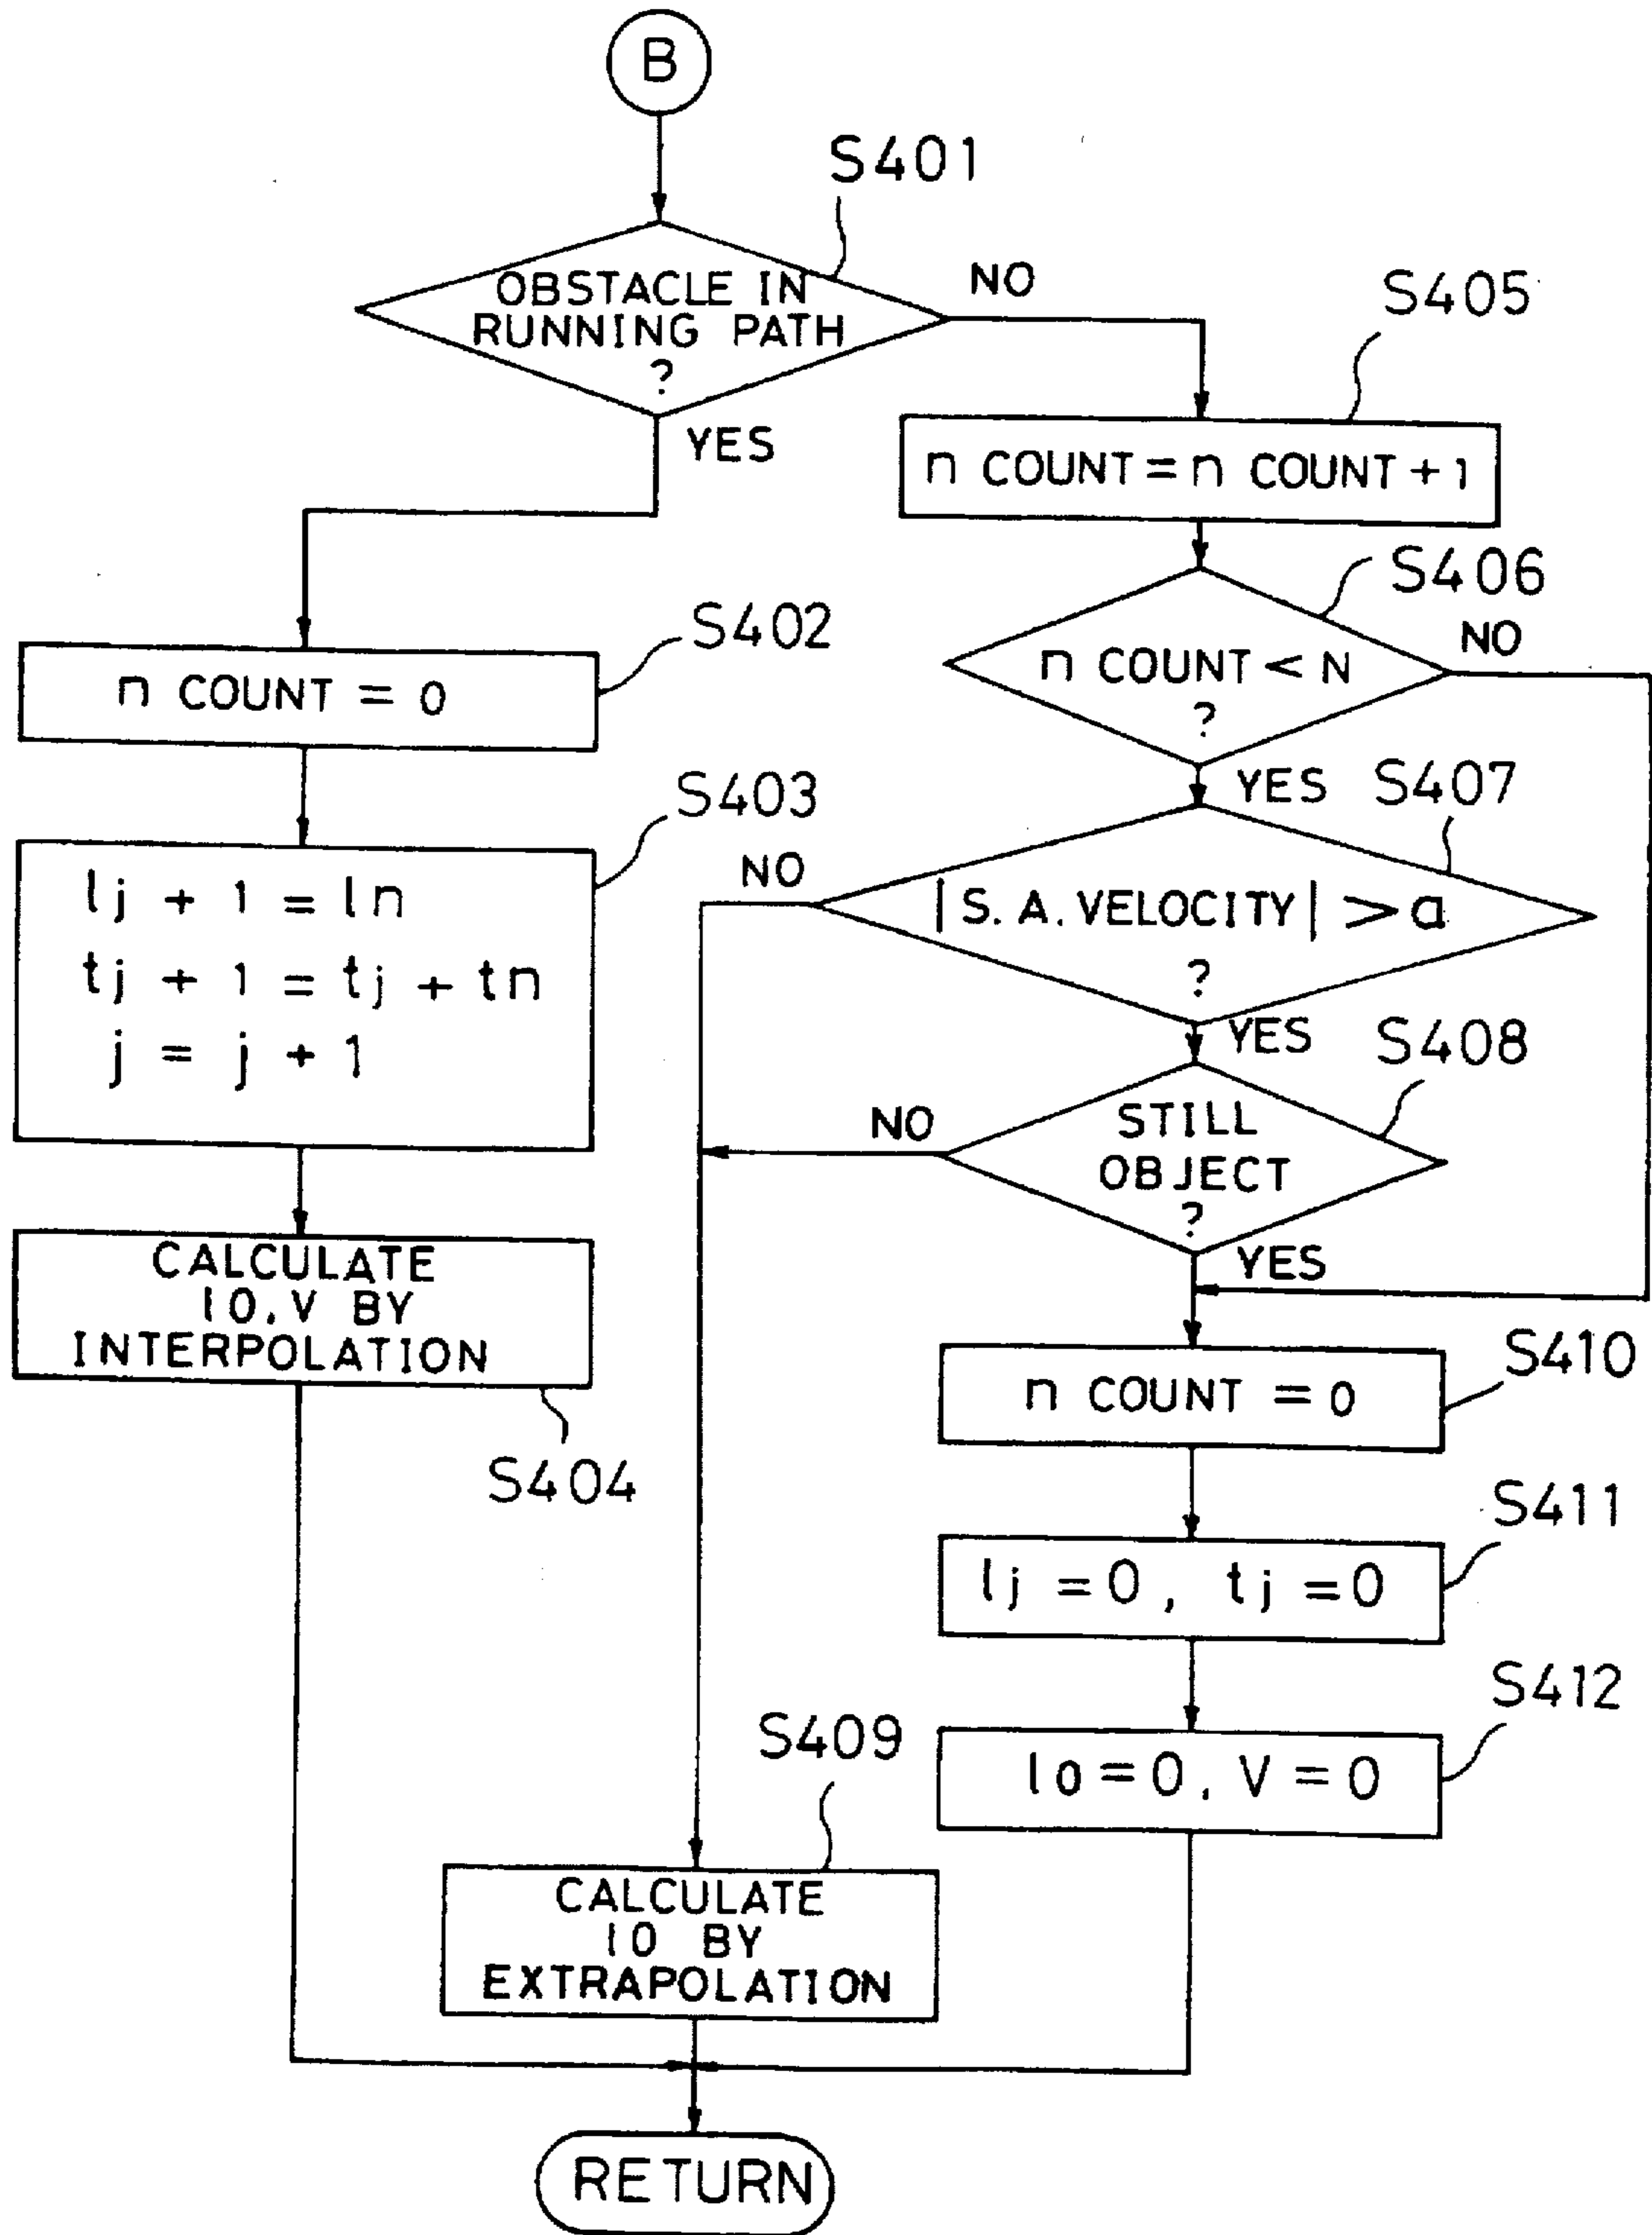 B
S401
OBSTACLE IN
RUNNING PATH
?
NO
YES
S405
n COUNT = n COUNT + 1
S406
n COUNT < N
?
NO
YES
S402
n COUNT = 0
S403
lj + 1 = ln
tj + 1 = tj + tn
j = j + 1
S407
NO
|S. A. VELOCITY| > a
?
YES
S408
NO
STILL
OBJECT
?
YES
CALCULATE
l0, V BY
INTERPOLATION
S404
S410
n COUNT = 0
S411
lj = 0, tj = 0
S412
lo = 0, V = 0
S409
CALCULATE
l0 BY
EXTRAPOLATION
RETURN